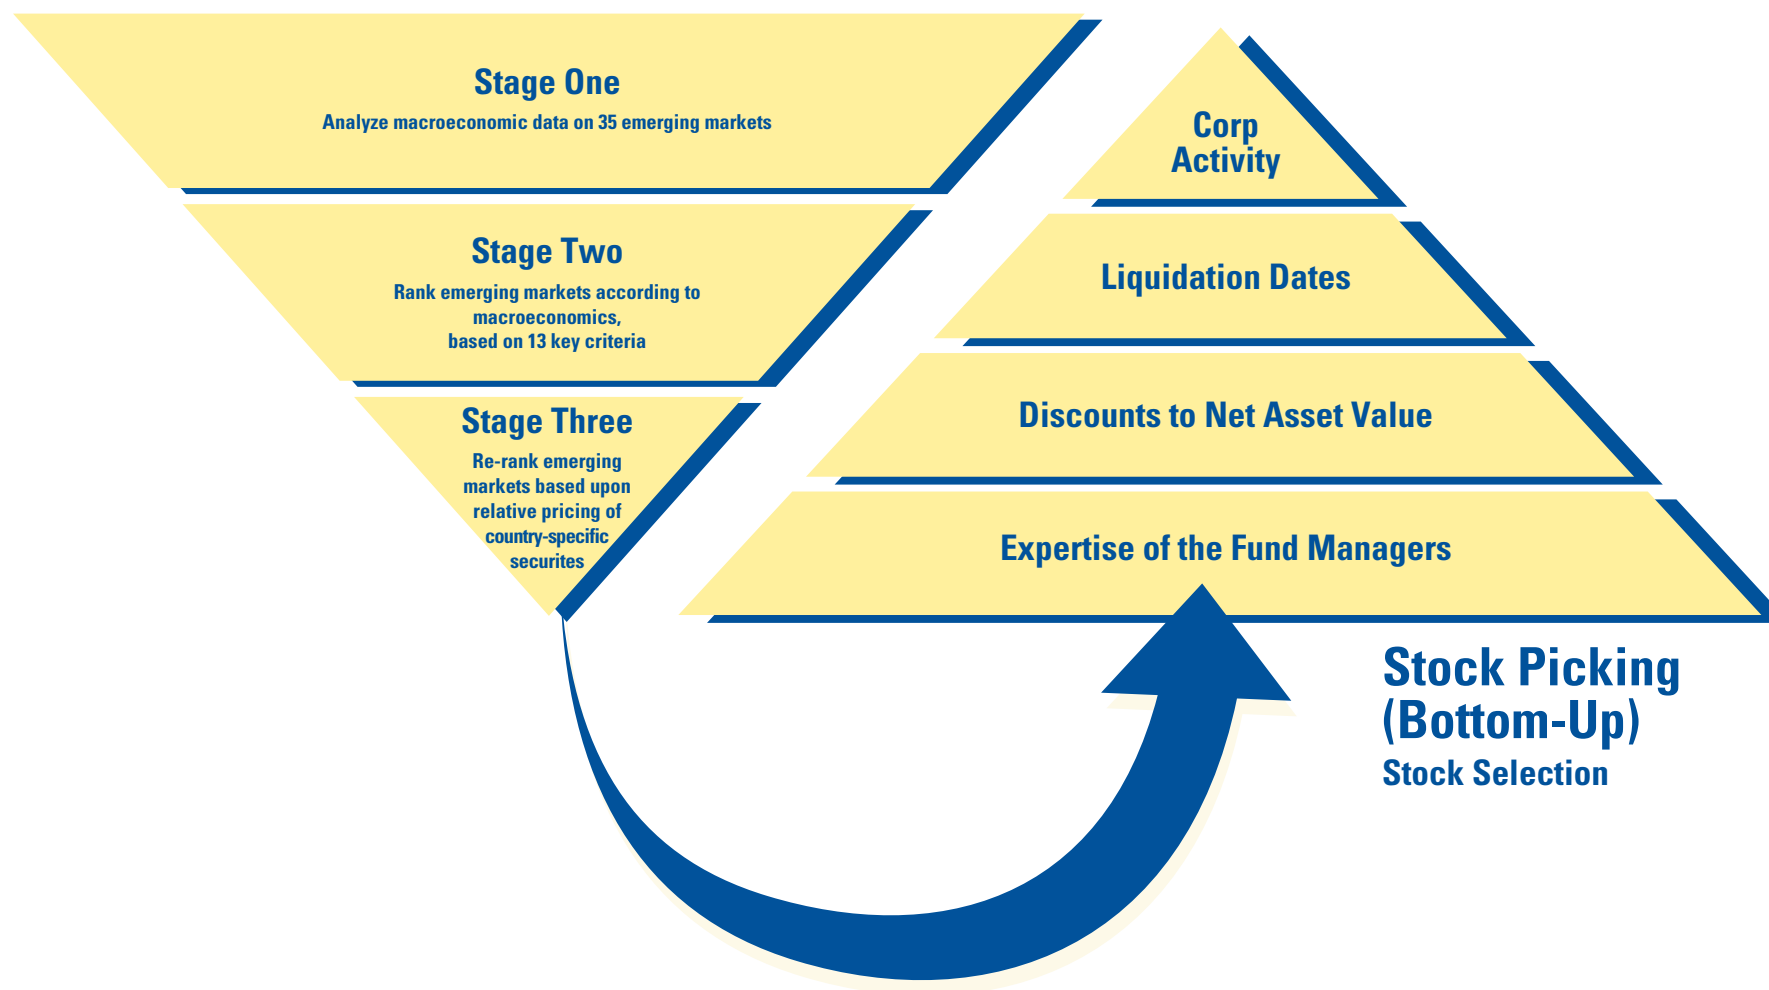 Stage One
Analyze macroeconomic data on 35 emerging markets
Stage Two
Rank emerging markets according to
macroeconomics,
based on 13 key criteria
Stage Three
Re-rank emerging
markets based upon
relative pricing of
country-specific
securites
Corp
Activity
Liquidation Dates
Discounts to Net Asset Value
Expertise of the Fund Managers
Stock Picking
(Bottom-Up)
Stock Selection